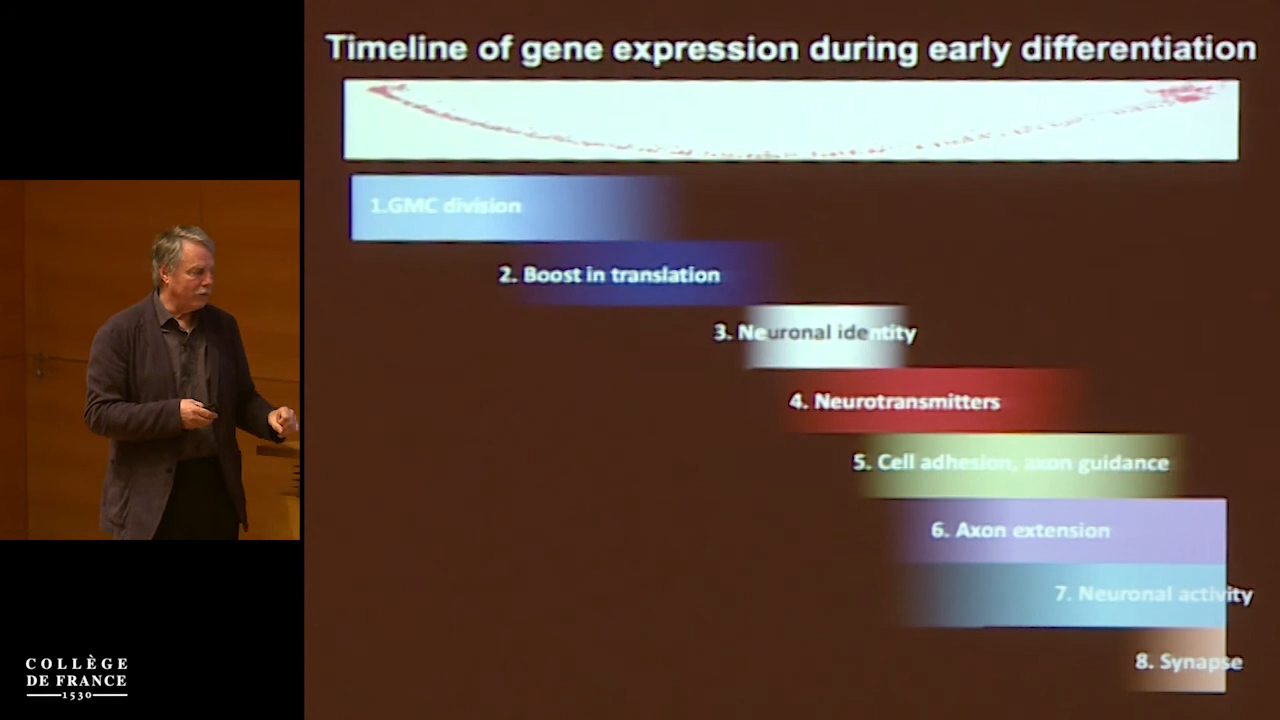 Timeline of gene expression during early differentiation
1.GMC division
2. Boost in translation
3. Neuronal identity
4. Neurotransmitters
5. Cell adhesion, axon guidance
6. Axon extension
7. Neuronal activity
8. Synapse
COLLÈGE
DE FRANCE
1530